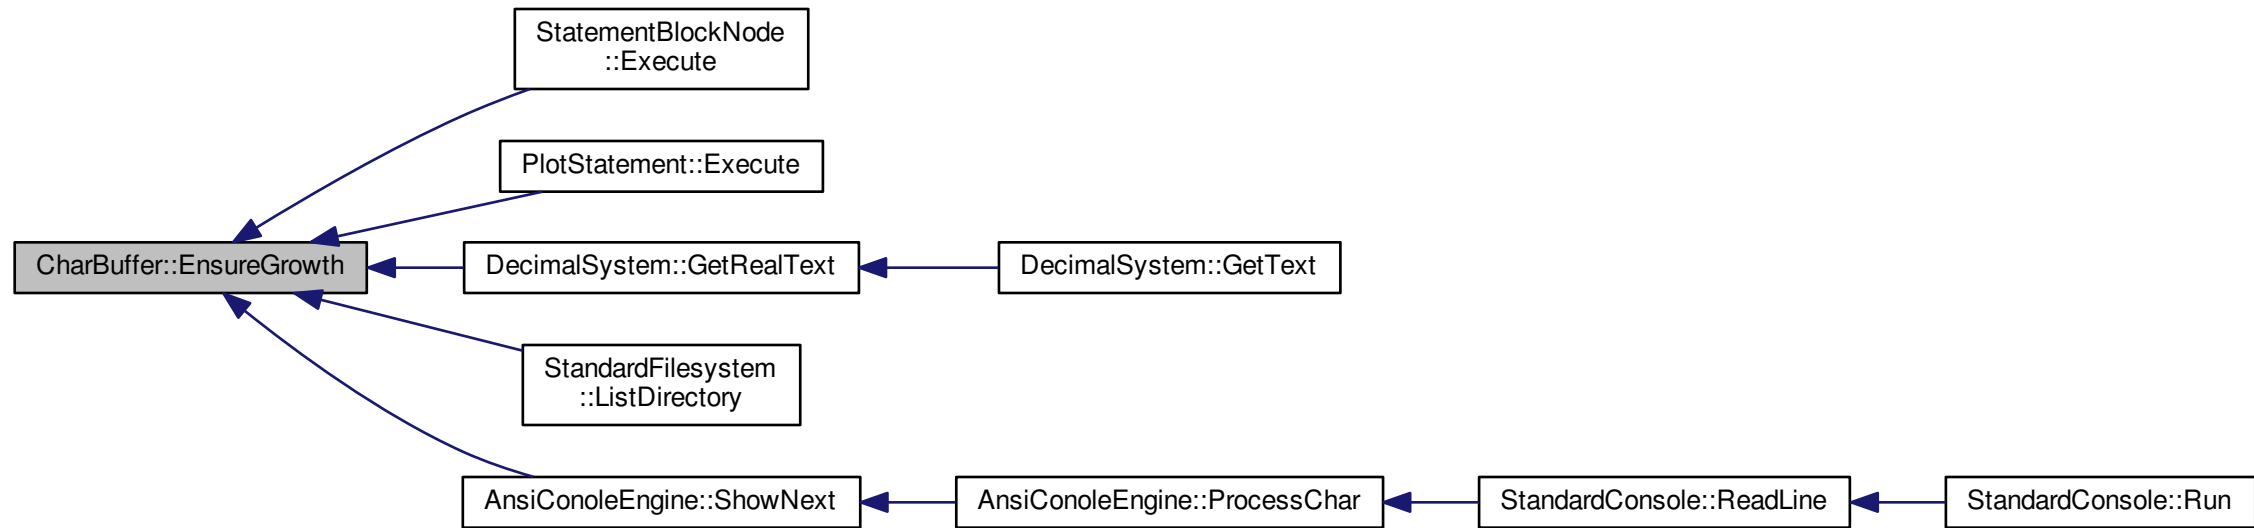 StatementBlockNode
::Execute
PlotStatement::Execute
CharBuffer::EnsureGrowth
DecimalSystem::GetRealText
DecimalSystem::GetText
StandardFilesystem
::ListDirectory
AnsiConoleEngine::ShowNext
AnsiConoleEngine::ProcessChar
StandardConsole::ReadLine
StandardConsole::Run